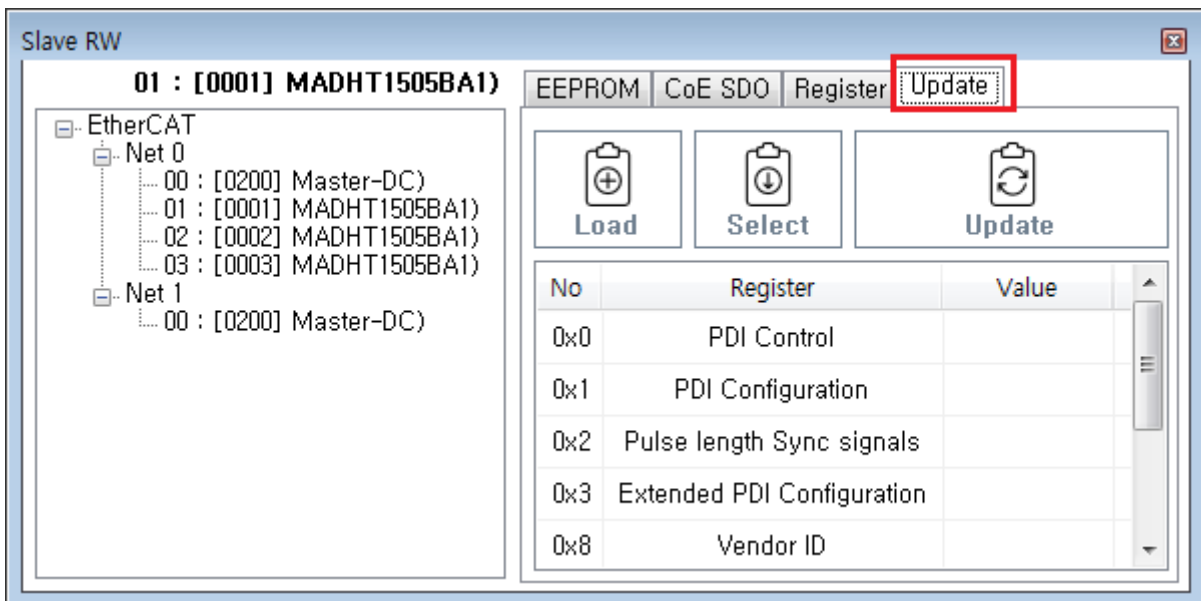 Slave RW
01 : [0001] MADHT1505BA1)
EtherCAT
Net 0
00 : [0200] Master-DC)
01 : [0001] MADHT1505BA1)
02 : [0002] MADHT1505BA1)
03 : [0003] MADHT1505BA1)
Net 1
00 : [0200] Master-DC)
EEPROM CoE SDO Register Update
Load Select Update
No Register Value
0x0 PDI Control
0x1 PDI Configuration
0x2 Pulse length Sync signals
0x3 Extended PDI Configuration
0x8 Vendor ID